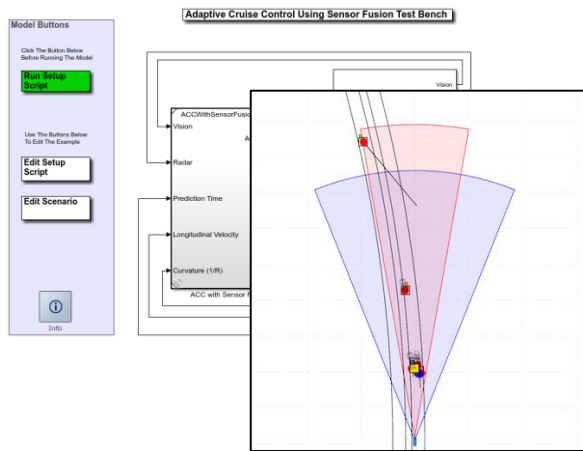 Adaptive Cruise Control Using Sensor Fusion Test Bench
Model Buttons
Click The Button Below
Before Running The Model
Run Setup
Script
Use The Buttons Below
To Edit The Example
Edit Setup
Script
Edit Scenario
Info
Vision
ACCWithSensorFusion
Vision
Radar
Prediction Time
Longitudinal Velocity
Curvature (1/R)
ACC with Sensor